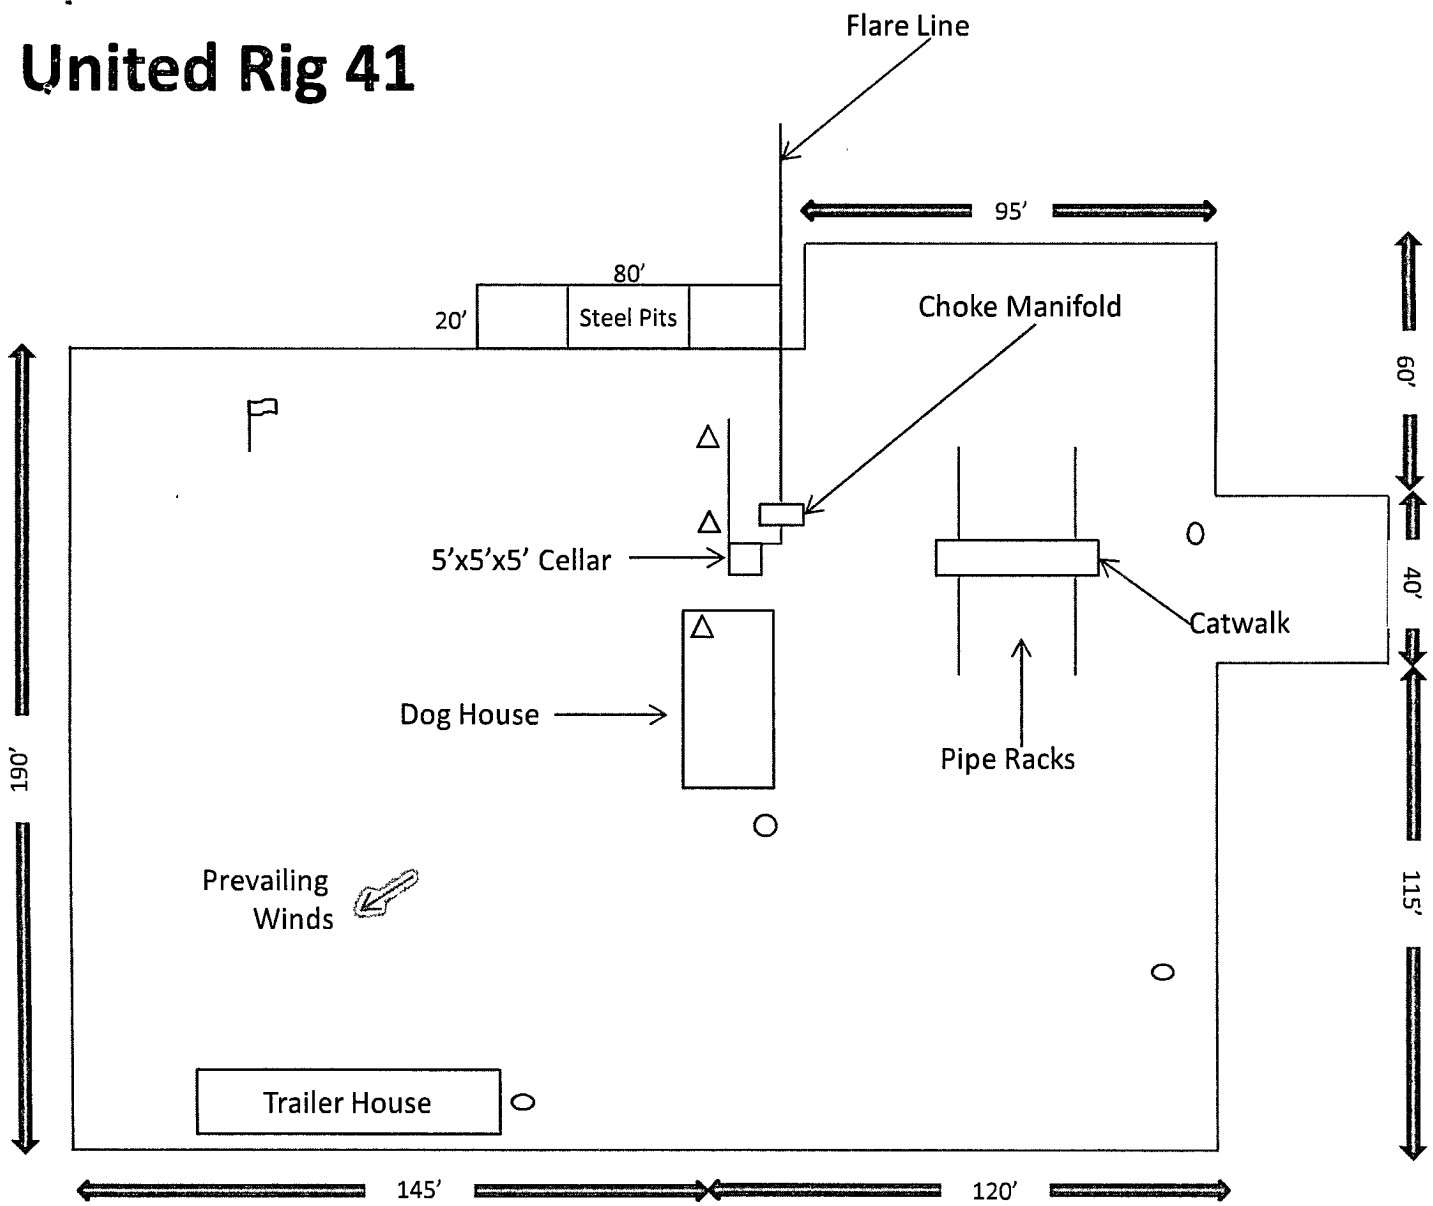 Flare Line
United Rig 41
95’
80’
20’
Steel Pits
Choke Manifold
60’
5’x5’x5’ Cellar
40’
Catwalk
Dog House
Pipe Racks
190’
Prevailing
Winds
115’
Trailer House
145’
120’